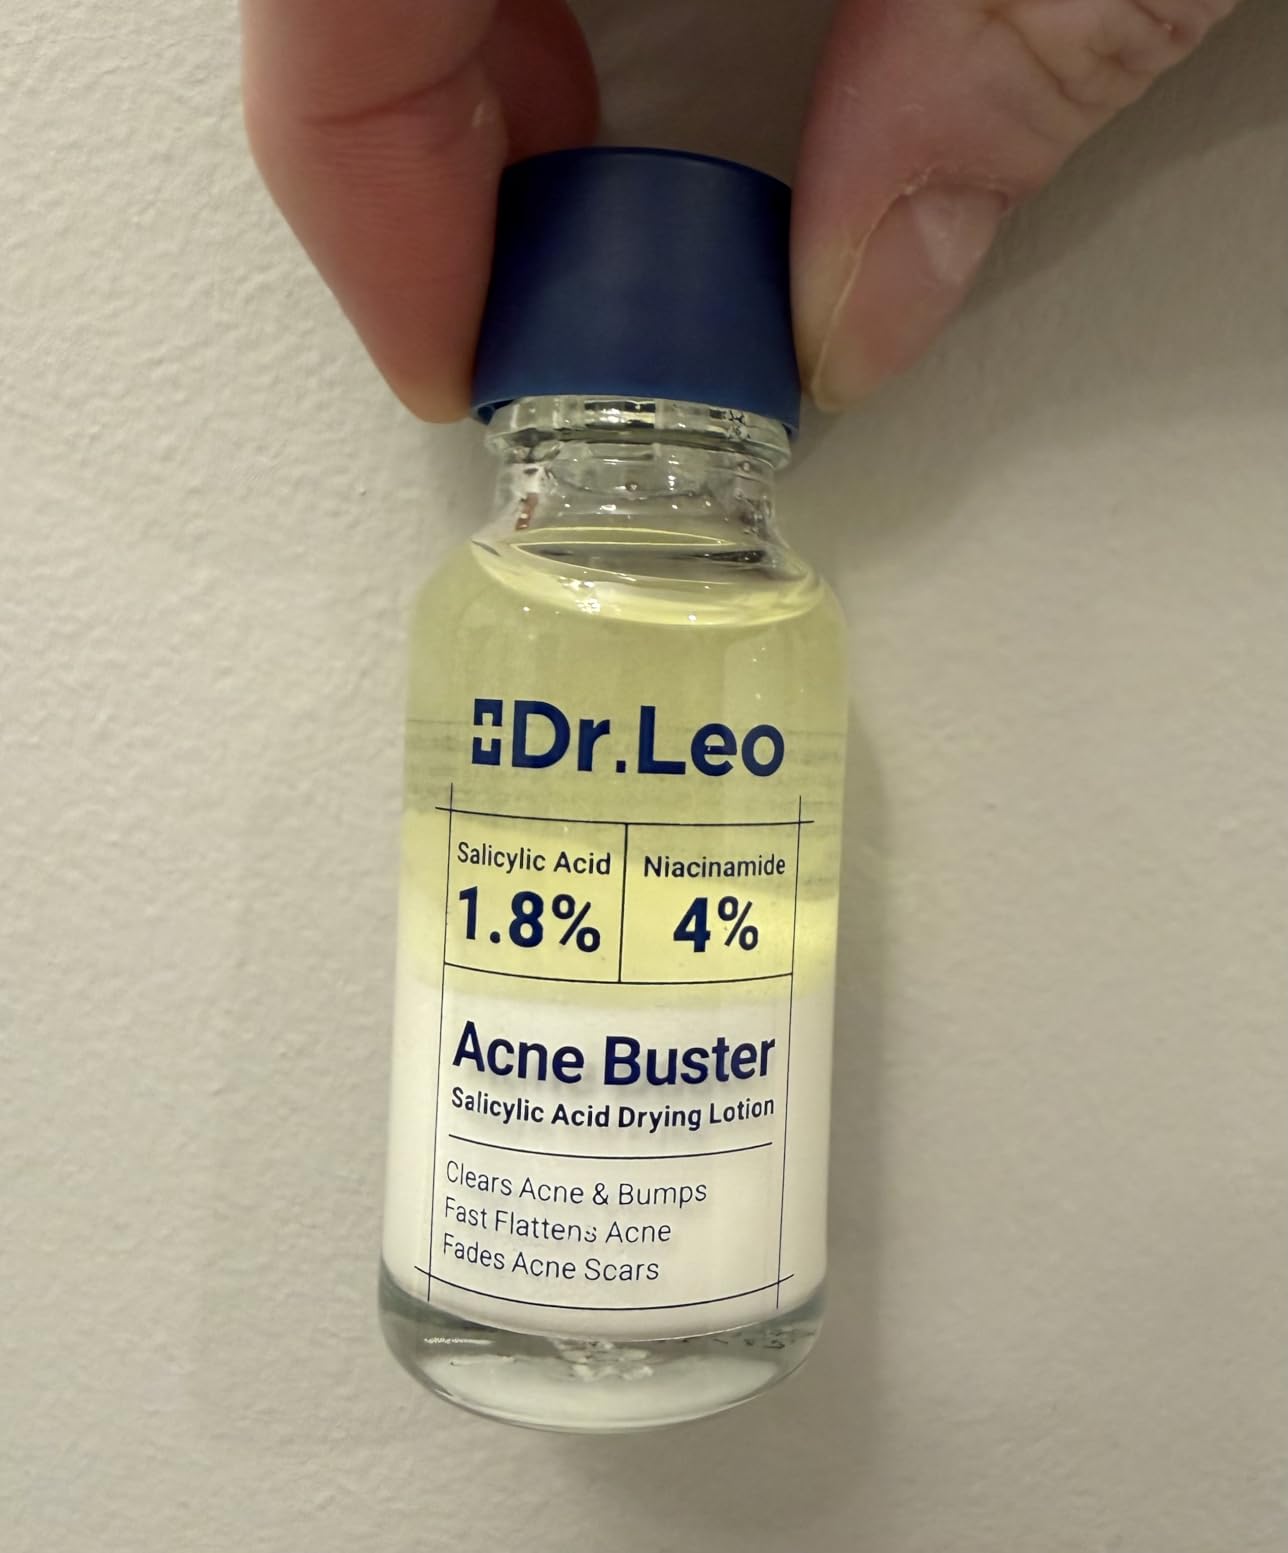 Dr.Leo
Salicylic Acid
1.8%
Niacinamide
4%
Acne Buster
Salicylic Acid Drying Lotion
Clears Acne & Bumps
Fast Flattens Acne
Fades Acne Scars